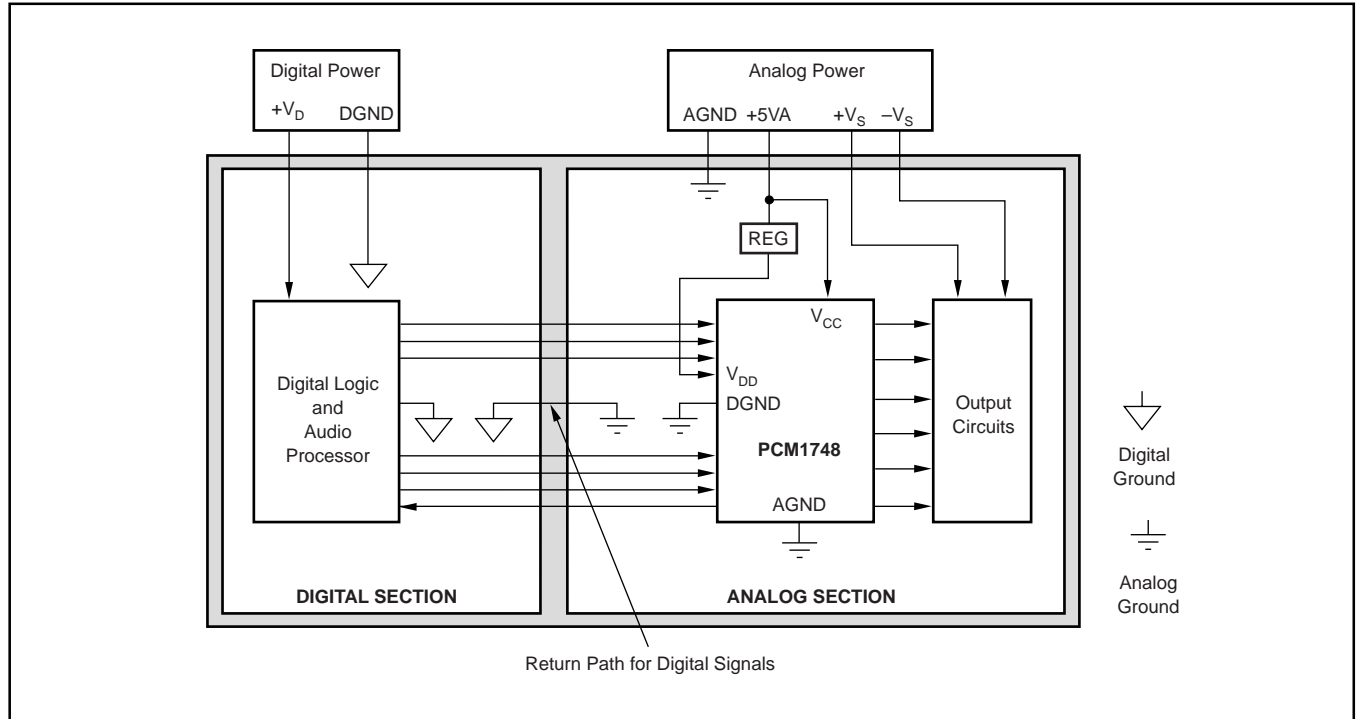 Digital Power
+VD DGND
Analog Power
AGND +5VA +VS –VS
REG
VCC
VDD
DGND
PCM1748
AGND
Digital Logic
and
Audio
Processor
Output
Circuits
Digital
Ground
Analog
Ground
DIGITAL SECTION
ANALOG SECTION
Return Path for Digital Signals